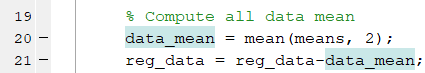 19 % Compute all data mean
20 – data_mean = mean(means, 2);
21 – reg_data = reg_data-data_mean;